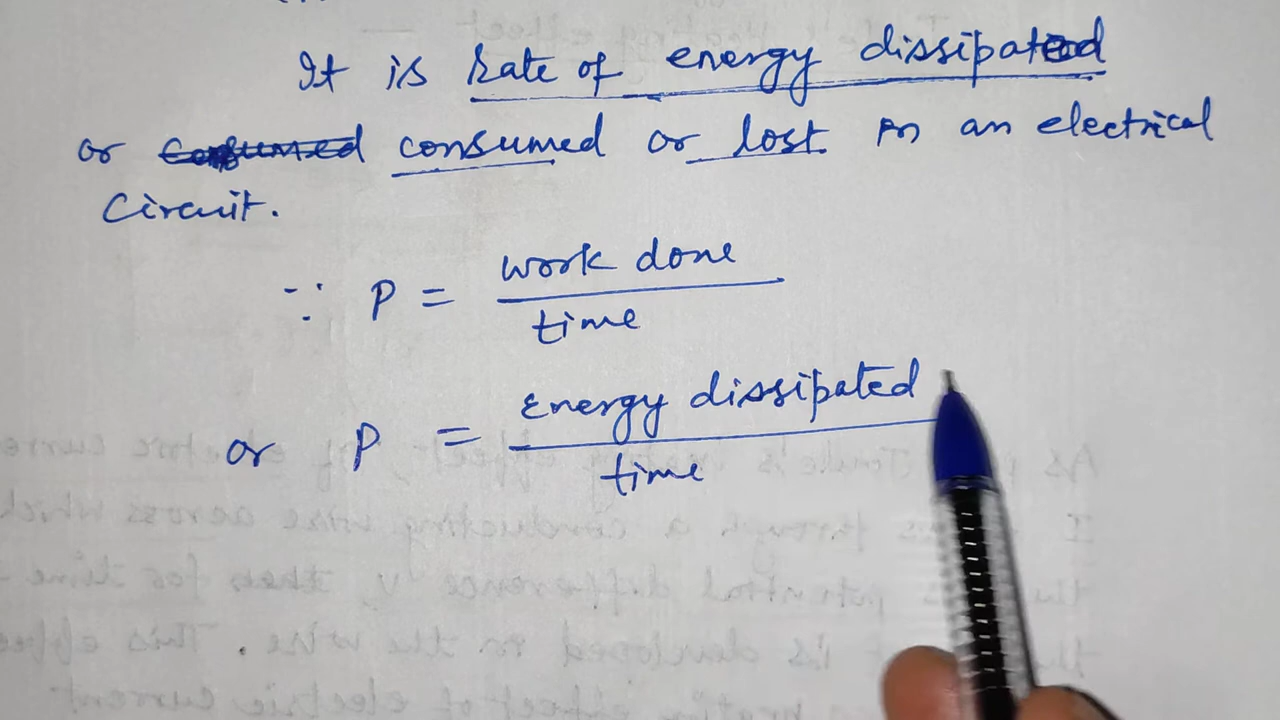 It is rate of energy dissipated
or consumed consumed or lost in an electrical
Circuit.
∵ P = work done
time
or P = Energy dissipated
time